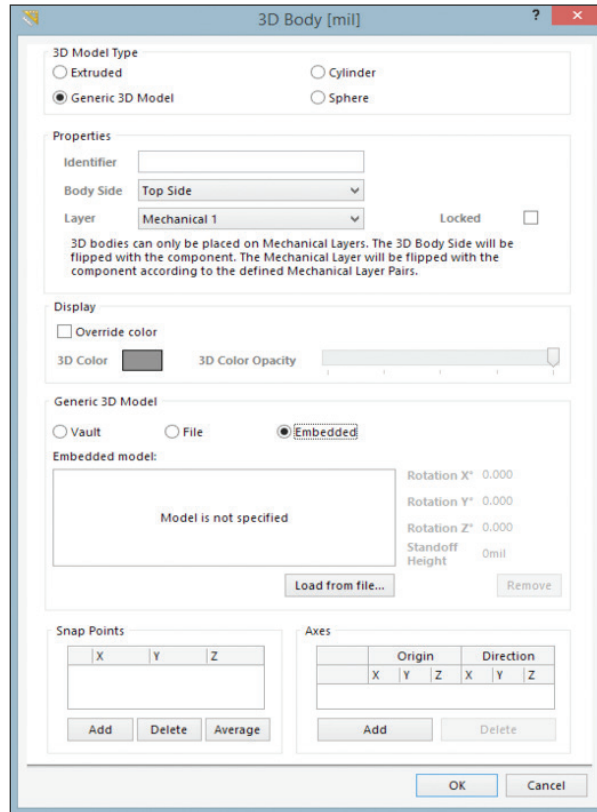 3D Body [mil]
?
3D Model Type
Extruded
Cylinder
Generic 3D Model
Sphere
Properties
Identifier
Body Side Top Side
Layer Mechanical 1 Locked
3D bodies can only be placed on Mechanical Layers. The 3D Body Side will be
flipped with the component. The Mechanical Layer will be flipped with the
component according to the defined Mechanical Layer Pairs.
Display
Override color
3D Color 3D Color Opacity
Generic 3D Model
Vault File Embedded
Embedded model:
Model is not specified
Rotation X° 0.000
Rotation Y° 0.000
Rotation Z° 0.000
Standoff
Height
0mil
Load from file...
Remove
Snap Points
X Y Z
Add Delete Average
Axes
Origin Direction
X Y Z X Y Z
Add Delete
OK Cancel